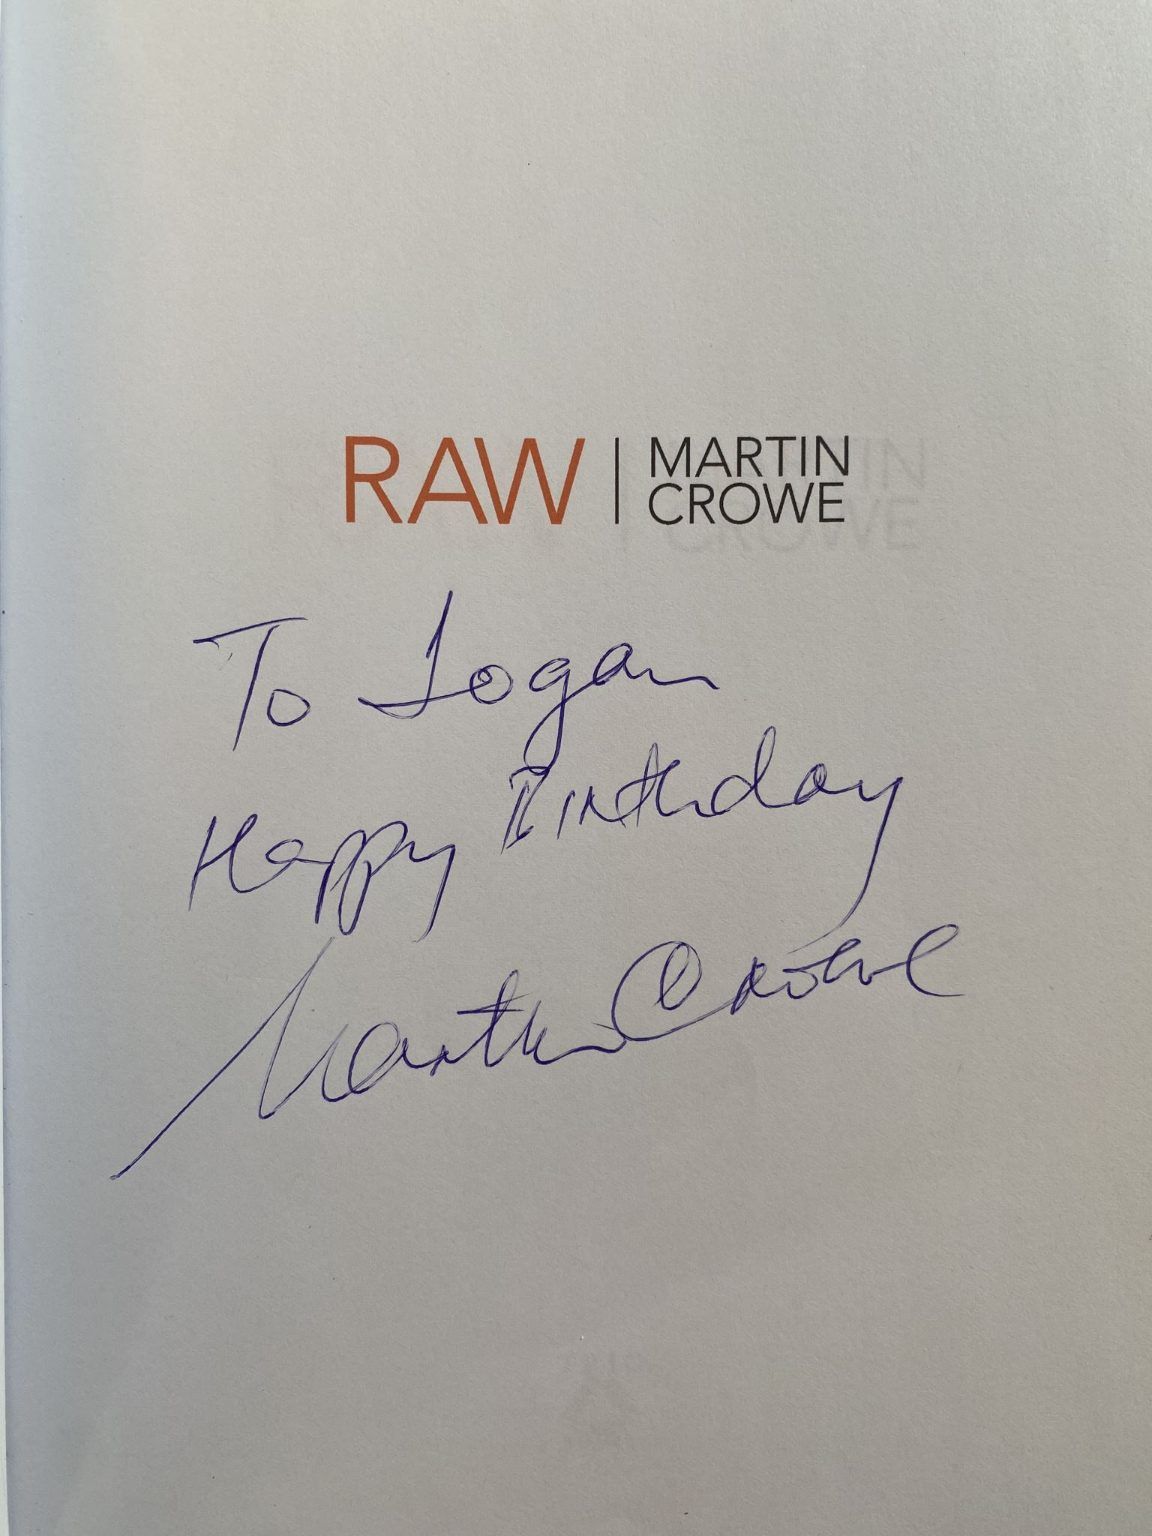 RAW | MARTIN
CROWE
To Logan
Happy Birthday
Martin Crowe